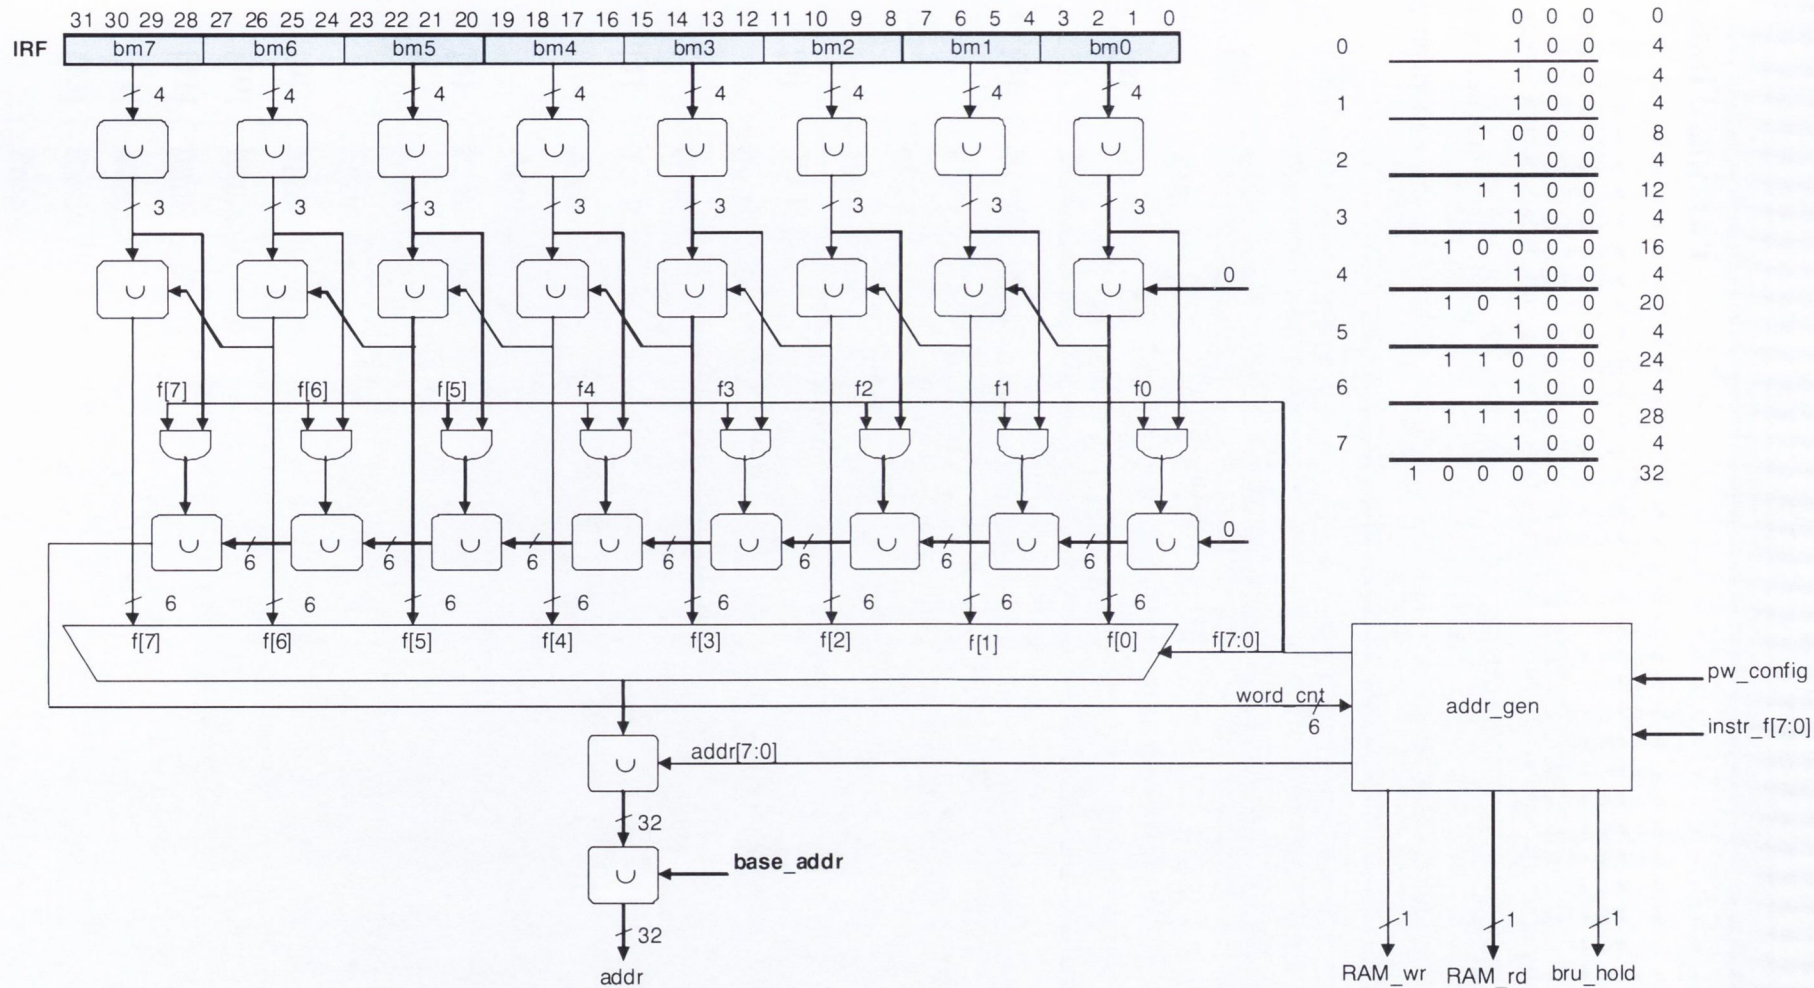 31 30 29 28 27 26 25 24 23 22 21 20 19 18 17 16 15 14 13 12 11 10 9 8 7 6 5 4 3 2 1 0
IRF bm7 bm6 bm5 bm4 bm3 bm2 bm1 bm0
4 4 4 4 4 4 4 4
∪ ∪ ∪ ∪ ∪ ∪ ∪ ∪
3 3 3 3 3 3 3 3
∪ ∪ ∪ ∪ ∪ ∪ ∪ ∪ 0
f[7] f[6] f[5] f4 f3 f2 f1 f0
∪ ∪ ∪ ∪ ∪ ∪ ∪ ∪ 0
6 6 6 6 6 6 6
6 6 6 6 6 6 6 6
f[7] f[6] f[5] f[4] f[3] f[2] f[1] f[0]
f[7:0]
word_cnt
6
addr_gen
pw_config
instr_f[7:0]
∪ addr[7:0]
32
∪ base_addr
32
addr
1 1 1
RAM_wr RAM_rd bru_hold
0 0 0 0
0 1 0 0 4
1 0 0 4
1 1 0 0 4
1 0 0 0 8
2 1 0 0 4
1 1 0 0 12
3 1 0 0 4
1 0 0 0 0 16
4 1 0 0 4
1 0 1 0 0 20
5 1 0 0 4
1 1 0 0 0 24
6 1 0 0 4
1 1 1 0 0 28
7 1 0 0 4
1 0 0 0 0 0 32